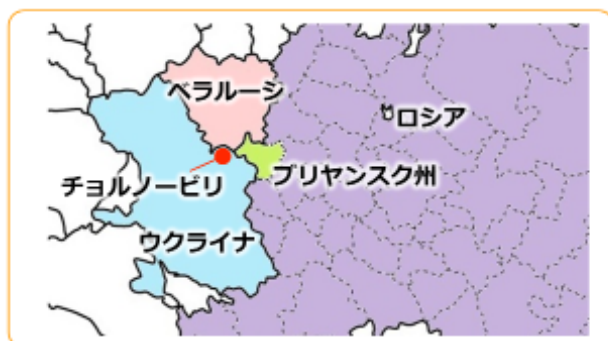 ベラルーシ
ロシア
チョルノービリ
ブリヤンスク州
ウクライナ